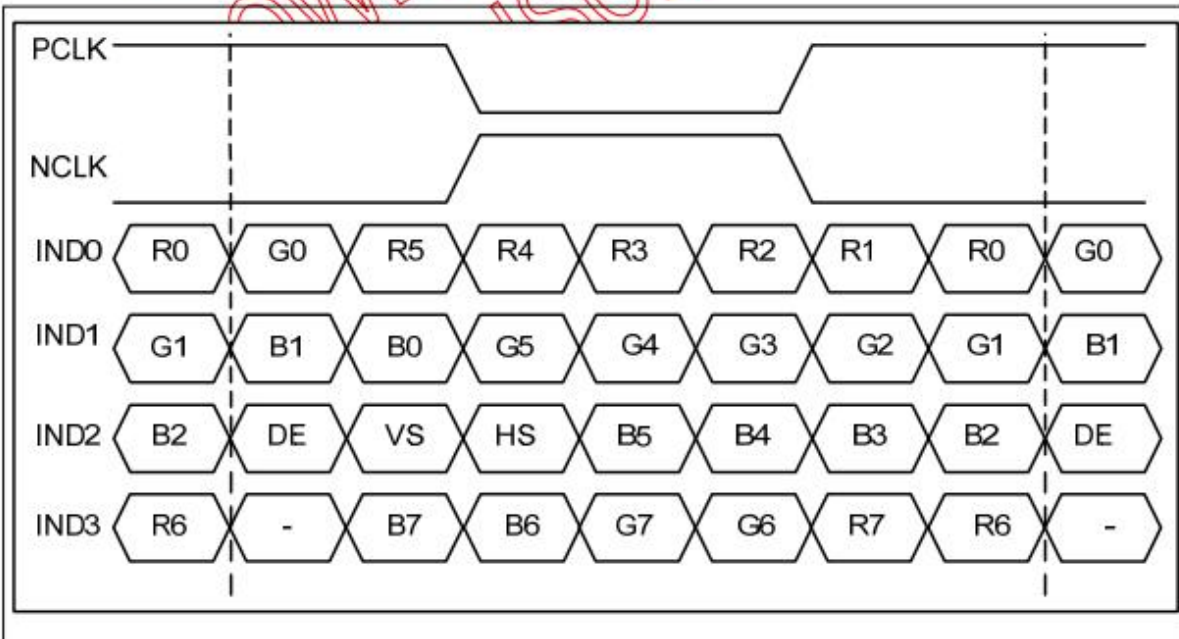 PCLK
NCLK
IND0 R0 G0 R5 R4 R3 R2 R1 R0 G0
IND1 G1 B1 B0 G5 G4 G3 G2 G1 B1
IND2 B2 DE VS HS B5 B4 B3 B2 DE
IND3 R6 - B7 B6 G7 G6 R7 R6 -